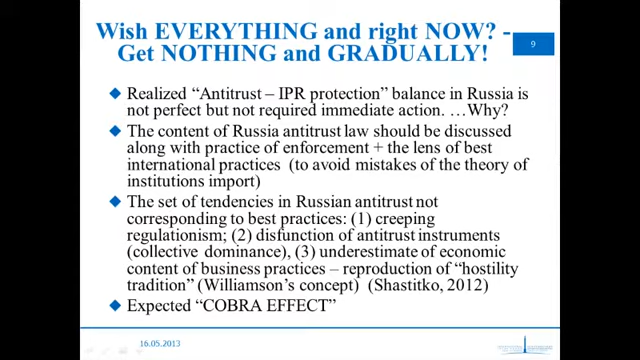 Wish EVERYTHING and right NOW? -
Get NOTHING and GRADUALLY!
9
Realized “Antitrust – IPR protection” balance in Russia is
not perfect but not required immediate action. …Why?
The content of Russia antitrust law should be discussed
along with practice of enforcement + the lens of best
international practices (to avoid mistakes of the theory of
institutions import)
The set of tendencies in Russian antitrust not
corresponding to best practices: (1) creeping
regulationism; (2) disfunction of antitrust instruments
(collective dominance), (3) underestimate of economic
content of business practices – reproduction of “hostility
tradition” (Williamson’s concept) (Shastitko, 2012)
Expected “COBRA EFFECT”
16.05.2013